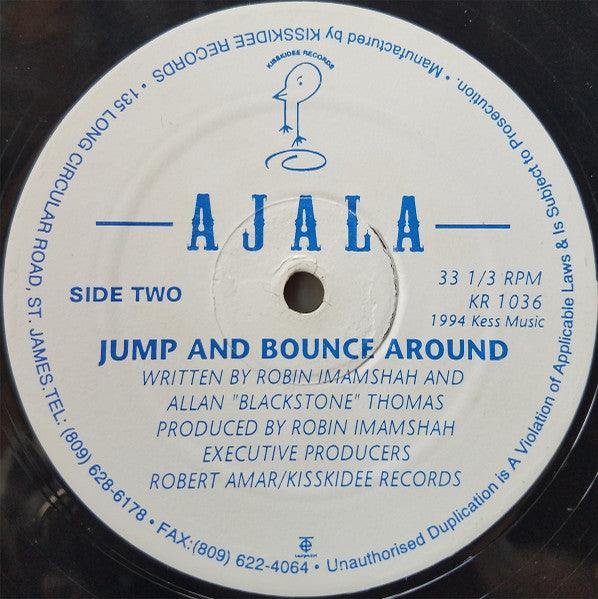 KISSKIDEE RECORDS
AJALA
SIDE TWO
33 1/3 RPM
KR 1036
1994 Kess Music
JUMP AND BOUNCE AROUND
WRITTEN BY ROBIN IMAMSHAH AND
ALLAN "BLACKSTONE" THOMAS
PRODUCED BY ROBIN IMAMSHAH
EXECUTIVE PRODUCERS
ROBERT AMAR/KISSKIDEE RECORDS
Manufactured by KISSKIDEE RECORDS • 135 LONG CIRCULAR ROAD, ST. JAMES.TEL: (809) 628-6178 • FAX:(809) 622-4064 • Unauthorised Duplication is A Violation of Applicable Laws & Is Subject to Prosecution. •